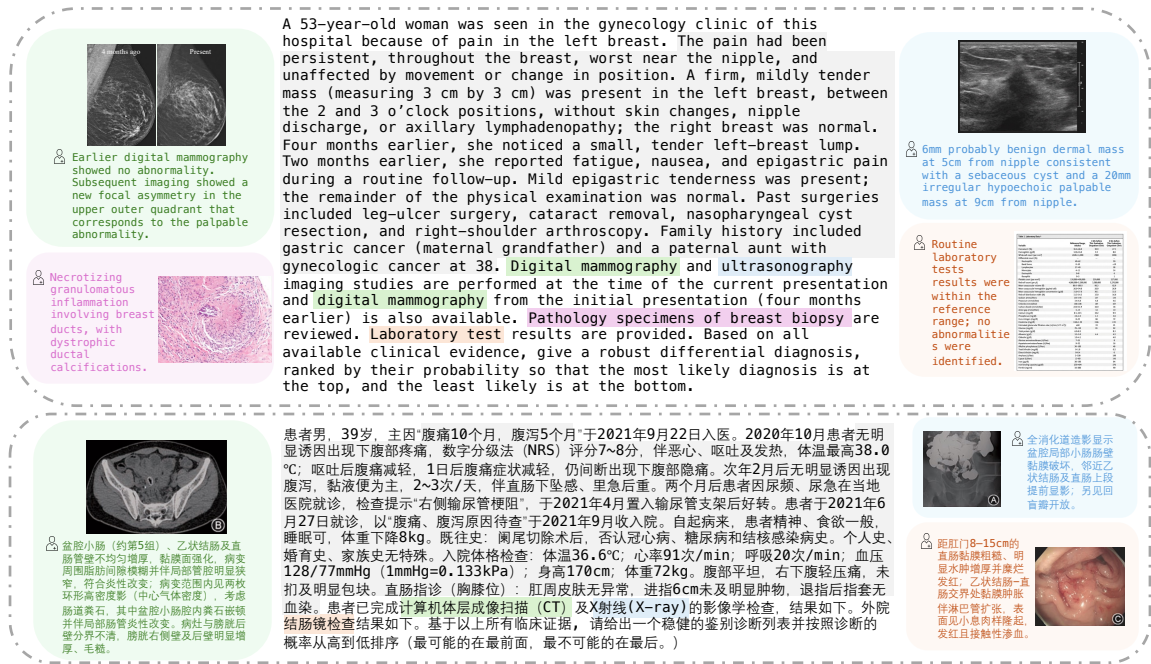 4 months ago
Present
Earlier digital mammography
showed no abnormality.
Subsequent imaging showed a
new focal asymmetry in the
upper outer quadrant that
corresponds to the palpable
abnormality.
Necrotizing
granulomatous
inflammation
involving breast
ducts, with
dystrophic
ductal
calcifications.
A 53-year-old woman was seen in the gynecology clinic of this
hospital because of pain in the left breast. The pain had been
persistent, throughout the breast, worst near the nipple, and
unaffected by movement or change in position. A firm, mildly tender
mass (measuring 3 cm by 3 cm) was present in the left breast, between
the 2 and 3 o’clock positions, without skin changes, nipple
discharge, or axillary lymphadenopathy; the right breast was normal.
Four months earlier, she noticed a small, tender left-breast lump.
Two months earlier, she reported fatigue, nausea, and epigastric pain
during a routine follow-up. Mild epigastric tenderness was present;
the remainder of the physical examination was normal. Past surgeries
included leg-ulcer surgery, cataract removal, nasopharyngeal cyst
resection, and right-shoulder arthroscopy. Family history included
gastric cancer (maternal grandfather) and a paternal aunt with
gynecologic cancer at 38. Digital mammography and ultrasonography
imaging studies are performed at the time of the current presentation
and digital mammography from the initial presentation (four months
earlier) is also available. Pathology specimens of breast biopsy are
reviewed. Laboratory test results are provided. Based on all
available clinical evidence, give a robust differential diagnosis,
ranked by their probability so that the most likely diagnosis is at
the top, and the least likely is at the bottom.
6mm probably benign dermal mass
at 5cm from nipple consistent
with a sebaceous cyst and a 20mm
irregular hypoechoic palpable
mass at 9cm from nipple.
Routine
laboratory
tests
results were
within the
reference
range; no
abnormalitie
s were
identified.
B
盆腔小肠（约第5组）、乙状结肠及直
肠管壁不均匀增厚，黏膜面强化，病变
周围脂肪间隙模糊并伴局部管腔明显狭
窄，符合炎性改变；病变范围内见两枚
环形高密度影（中心气体密度），考虑
肠道粪石，其中盆腔小肠腔内粪石嵌顿
并伴局部肠管炎性改变。病灶与膀胱后
壁分界不清，膀胱右侧壁及后壁明显增
厚、毛糙。
患者男，39岁，主因“腹痛10个月，腹泻5个月”于2021年9月22日入医。2020年10月患者无明
显诱因出现下腹部疼痛，数字分级法（NRS）评分7~8分，伴恶心、呕吐及发热，体温最高38.0
℃；呕吐后腹痛减轻，1日后腹痛症状减轻，仍间断出现下腹部隐痛。次年2月后无明显诱因出现
腹泻，黏液便为主，2~3次/天，伴直肠下坠感、里急后重。两个月后患者因尿频、尿急在当地
医院就诊，检查提示“右侧输尿管梗阻”，于2021年4月置入输尿管支架后好转。患者于2021年6
月27日就诊，以“腹痛、腹泻原因待查”于2021年9月收入院。自起病来，患者精神、食欲一般，
睡眠可，体重下降8kg。既往史：阑尾切除术后，否认冠心病、糖尿病和结核感染病史。个人史、
婚育史、家族史无特殊。入院体格检查：体温36.6℃；心率91次/min；呼吸20次/min；血压
128/77mmHg（1mmHg=0.133kPa）；身高170cm；体重72kg。腹部平坦，右下腹轻压痛，未
扪及明显包块。直肠指诊（胸膝位）：肛周皮肤无异常，进指6cm未及明显肿物，退指后指套无
血染。患者已完成计算机体层成像扫描（CT）及X射线(X-ray)的影像学检查，结果如下。外院
结肠镜检查结果如下。基于以上所有临床证据，请给出一个稳健的鉴别诊断列表并按照诊断的
概率从高到低排序（最可能的在最前面，最不可能的在最后。）
A
全消化道造影显示
盆腔局部小肠肠壁
黏膜破坏，邻近乙
状结肠及直肠上段
提前显影；另见回
盲瓣开放。
距肛门8—15cm的
直肠黏膜粗糙、明
显水肿增厚并糜烂
发红；乙状结肠—直
肠交界处黏膜肿胀
伴淋巴管扩张，表
面见小息肉样隆起，
发红且接触性渗血。
C